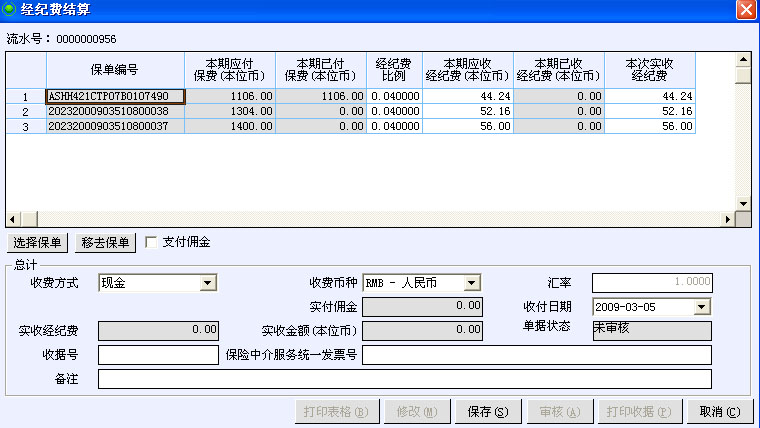 经纪费结算
流水号： 0000000956
保单编号 本期应付保费(本位币) 本期已付保费(本位币) 经纪费比例 本期应收经纪费(本位币) 本期已收经纪费(本位币) 本次实收经纪费
1 ASHH421CTP07B0107490 1106.00 1106.00 0.040000 44.24 0.00 44.24
2 20232000903510800038 1304.00 0.00 0.040000 52.16 0.00 52.16
3 20232000903510800037 1400.00 0.00 0.040000 56.00 0.00 56.00
选择保单 移去保单 支付佣金
总计
收费方式 现金 收费币种 RMB - 人民币 汇率 1.0000
实付佣金 0.00 收付日期 2009-03-05
实收经纪费 0.00 实收金额(本位币) 0.00 单据状态 未审核
收据号 保险中介服务统一发票号
备注
打印表格(B) 修改(M) 保存(S) 审核(A) 打印收据(P) 取消(C)